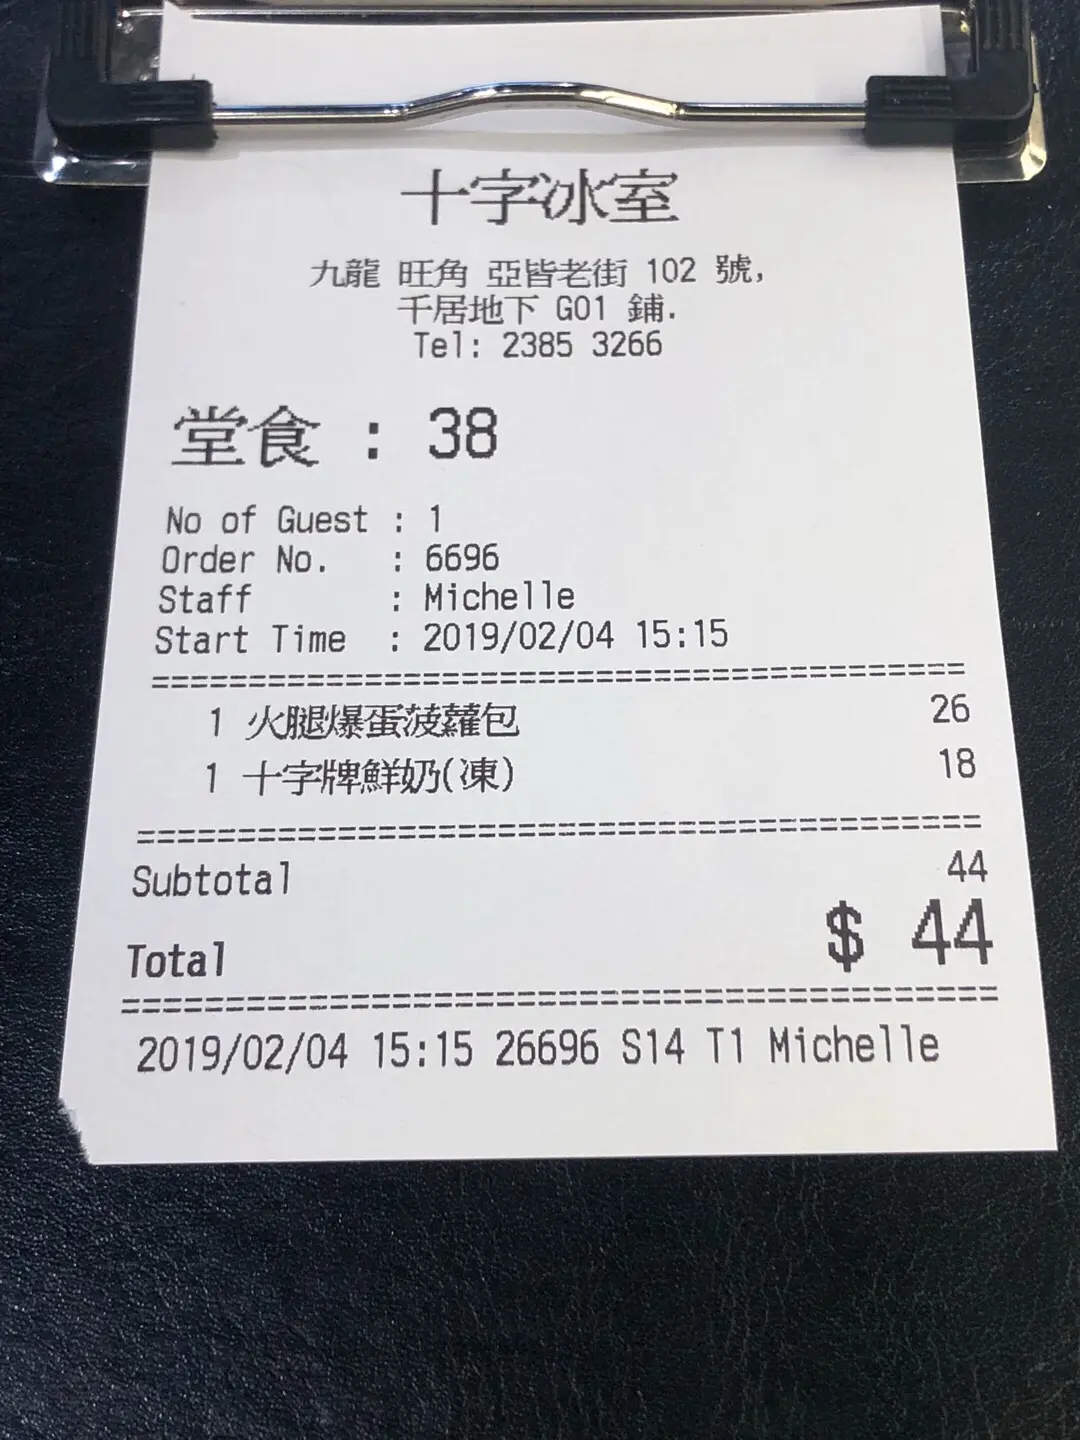 十字冰室
九龍 旺角 亞皆老街 102 號,
千居地下 G01 鋪.
Tel: 2385 3266
堂食 : 38
No of Guest : 1
Order No. : 6696
Staff : Michelle
Start Time : 2019/02/04 15:15
1 火腿爆蛋菠蘿包 26
1 十字牌鮮奶(凍) 18
Subtotal 44
Total $ 44
2019/02/04 15:15 26696 S14 T1 Michelle